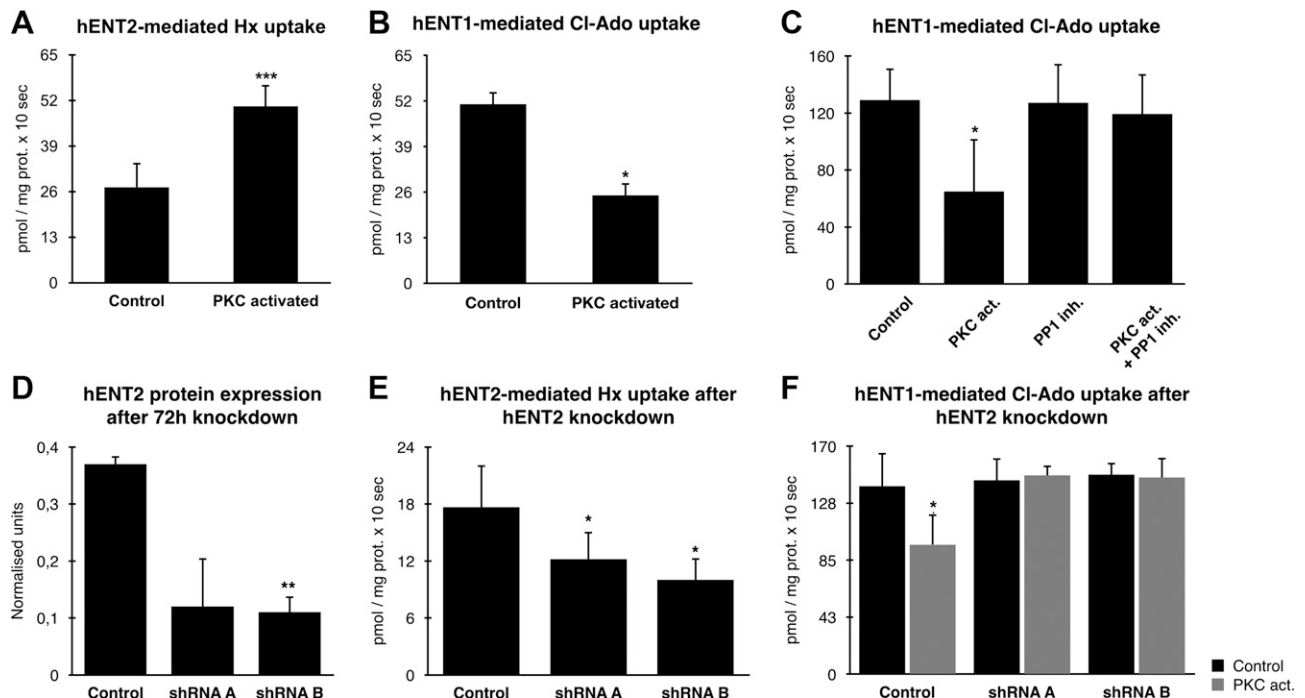 A
hENT2-mediated Hx uptake
pmol / mg prot. x 10 sec
65
52
39
26
13
0
***
Control
PKC activated
B
hENT1-mediated Cl-Ado uptake
pmol / mg prot. x 10 sec
65
52
39
26
13
0
*
Control
PKC activated
C
hENT1-mediated Cl-Ado uptake
pmol / mg prot. x 10 sec
160
120
80
40
0
*
Control
PKC act.
PP1 inh.
PKC act.
+ PP1 inh.
D
hENT2 protein expression
after 72h knockdown
Normalised units
0,4
0,3
0,2
0,1
0
**
Control
shRNA A
shRNA B
E
hENT2-mediated Hx uptake after
hENT2 knockdown
pmol / mg prot. x 10 sec
24
18
12
6
0
*
*
Control
shRNA A
shRNA B
F
hENT1-mediated Cl-Ado uptake after
hENT2 knockdown
pmol / mg prot. x 10 sec
170
128
85
43
0
*
Control
shRNA A
shRNA B
Control
PKC act.